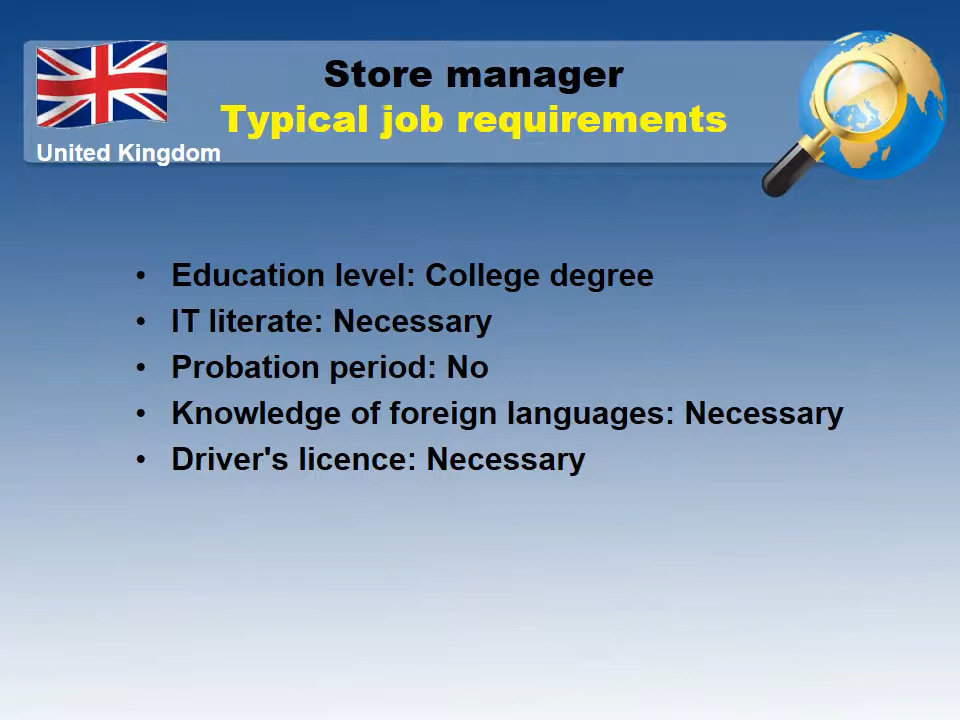 Store manager
Typical job requirements
United Kingdom
• Education level: College degree
• IT literate: Necessary
• Probation period: No
• Knowledge of foreign languages: Necessary
• Driver's licence: Necessary